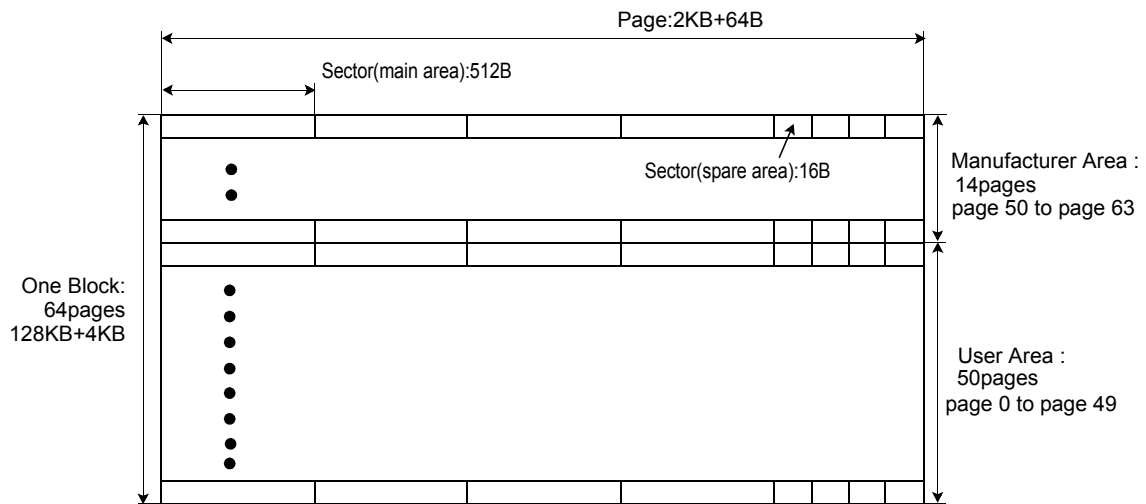 Page:2KB+64B
Sector(main area):512B
Sector(spare area):16B
Manufacturer Area :
14pages
page 50 to page 63
One Block:
64pages
128KB+4KB
User Area :
50pages
page 0 to page 49